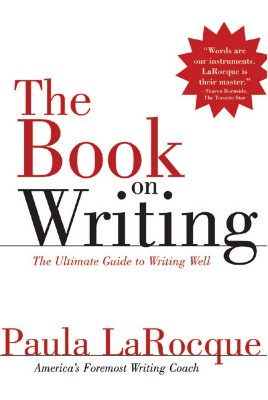 “Words are
our instruments.
LaRocque is
their master.”
- Sharon Burnside,
The Toronto Star
The
Book
on
Writing
The Ultimate Guide to Writing Well
Paula LaRocque
America's Foremost Writing Coach